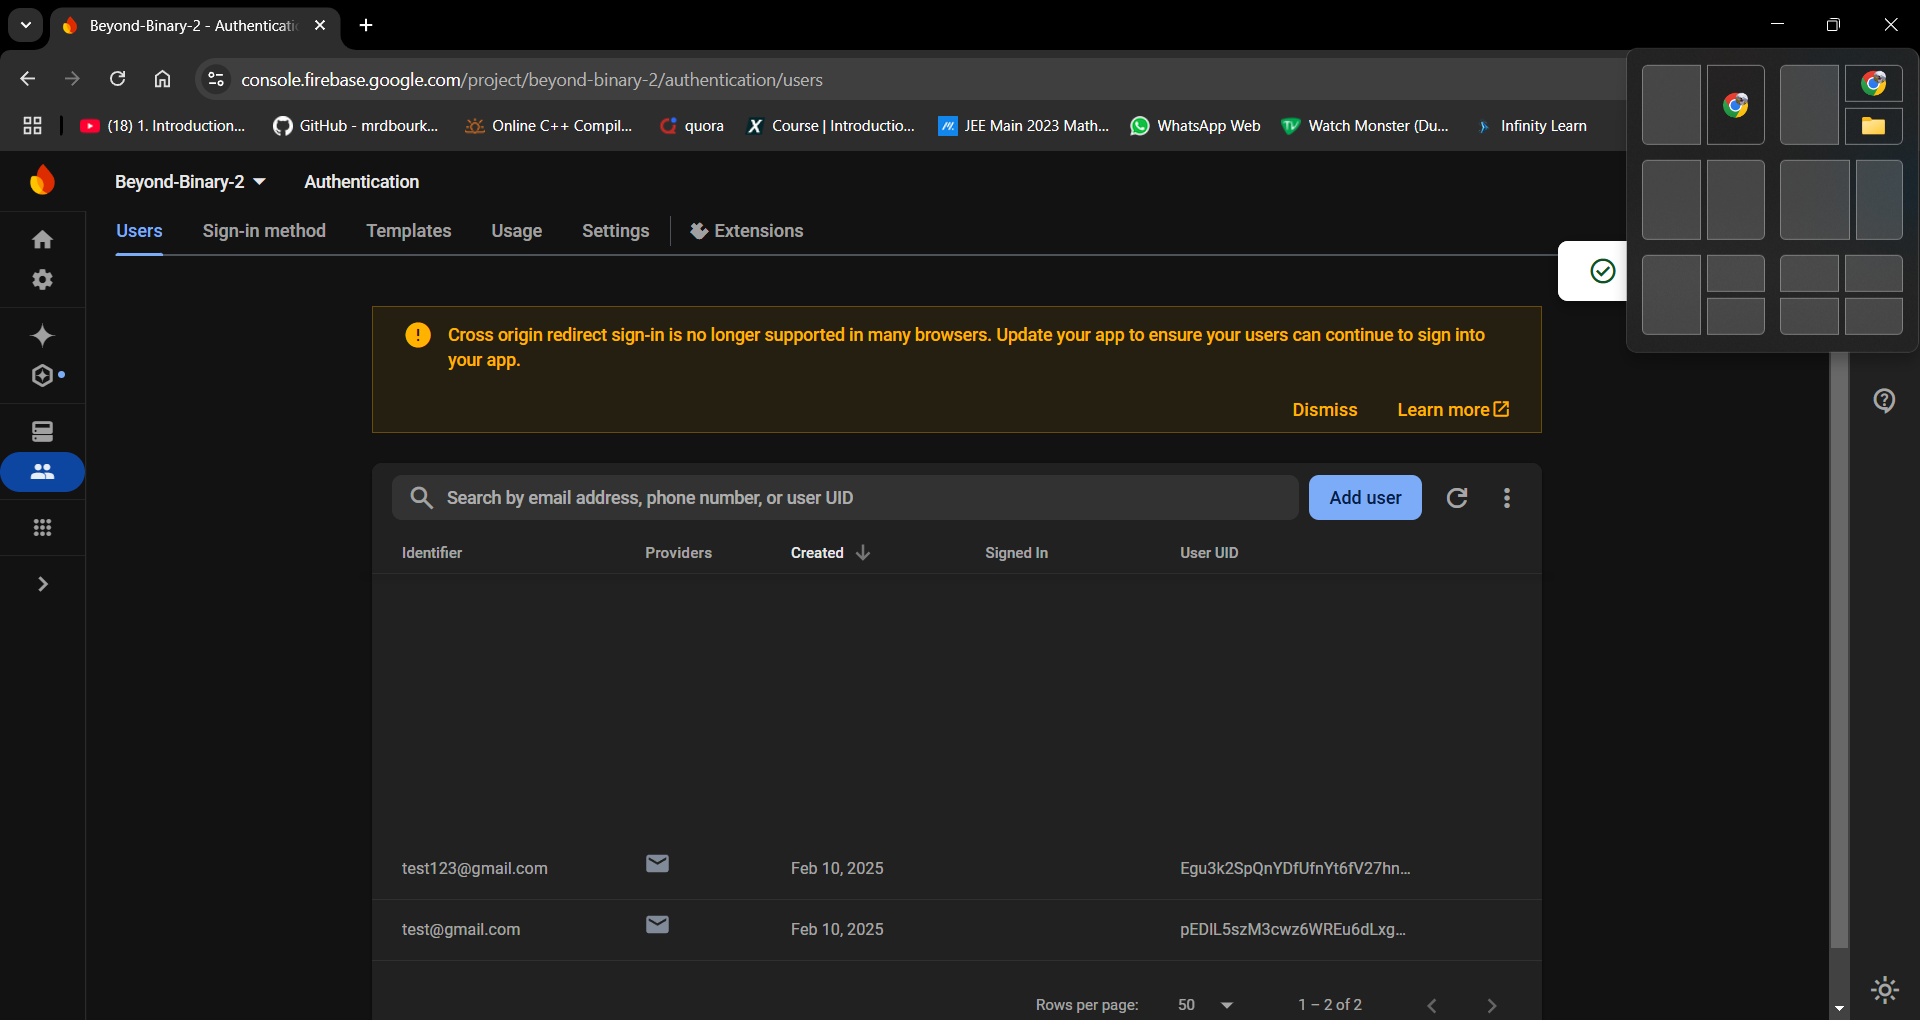 Beyond-Binary-2 - Authenticati
console.firebase.google.com/project/beyond-binary-2/authentication/users
(18) 1. Introduction...
GitHub - mrdbourk...
Online C++ Compil...
quora
Course | Introductio...
JEE Main 2023 Math...
WhatsApp Web
Watch Monster (Du...
Infinity Learn
Beyond-Binary-2
Authentication
Users
Sign-in method
Templates
Usage
Settings
Extensions
Cross origin redirect sign-in is no longer supported in many browsers. Update your app to ensure your users can continue to sign into
your app.
Dismiss
Learn more
Search by email address, phone number, or user UID
Add user
Identifier
Providers
Created
Signed In
User UID
test123@gmail.com
Feb 10, 2025
Egu3k2SpQnYDfUfnYt6fV27hn...
test@gmail.com
Feb 10, 2025
pEDIL5szM3cwz6WREu6dLxg...
Rows per page:
50
1 – 2 of 2